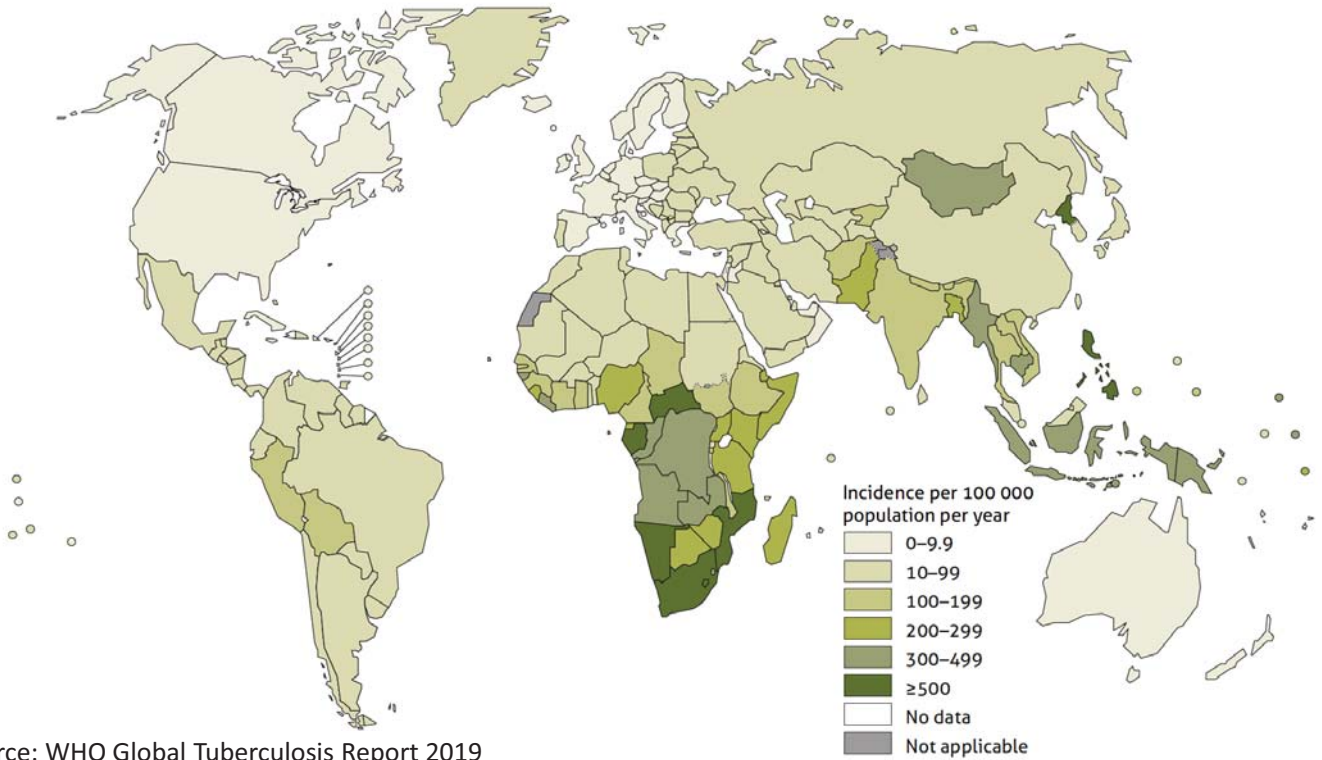 Incidence per 100 000
population per year
0–9.9
10–99
100–199
200–299
300–499
≥500
No data
Not applicable
rce: WHO Global Tuberculosis Report 2019